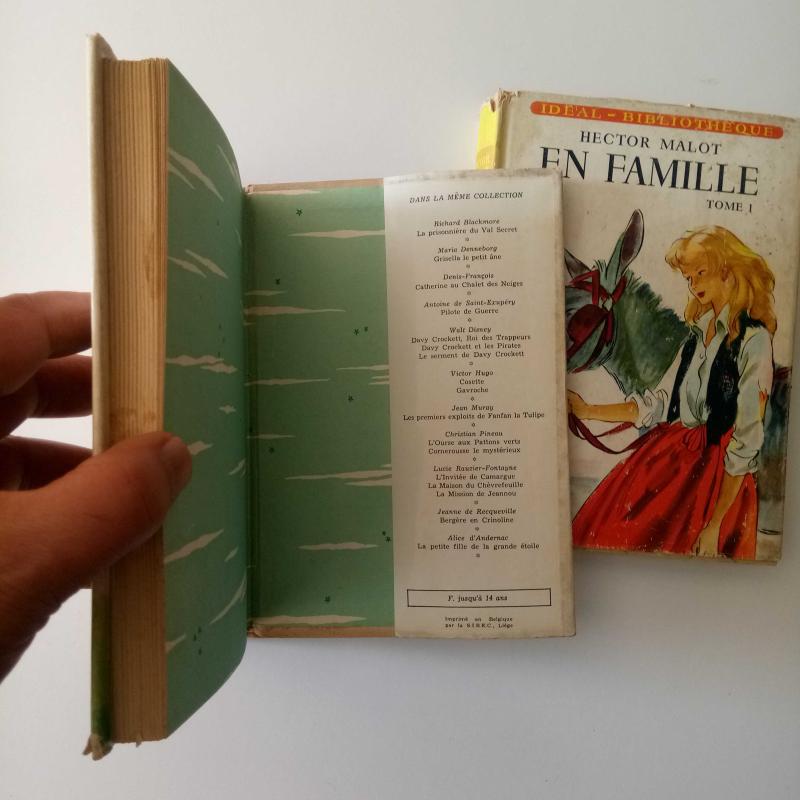 DANS LA MÊME COLLECTION
Richard Blackmore
La prisonnière du Val Secret
Marie Denneborg
Grisella le petit âne
Denis-François
Catherine au Chalet des Neiges
Antoine de Saint-Exupéry
Pilote de Guerre
Walt Disney
Davy Crockett, Roi des Trappeurs
Davy Crockett et les Pirates
Le serment de Davy Crockett
Victor Hugo
Cosette
Gavroche
Jean Muray
Les premiers exploits de Fanfan la Tulipe
Christian Pineau
L'Ourse aux Pattons verts
Cornerousse le mystérieux
Lucie Rauzier-Fontayne
L'Invitée de Camargue
La Maison du Chèvrefeuille
La Mission de Jeannou
Jeanne de Recqueville
Bergère en Crinoline
Alice d'Andernac
La petite fille de la grande étoile
F. jusqu'à 14 ans
Imprimé en Belgique
par la S.I.R.E.C., Liège
IDÉAL-BIBLIOTHÈQUE
HECTOR MALOT
EN FAMILLE
TOME I